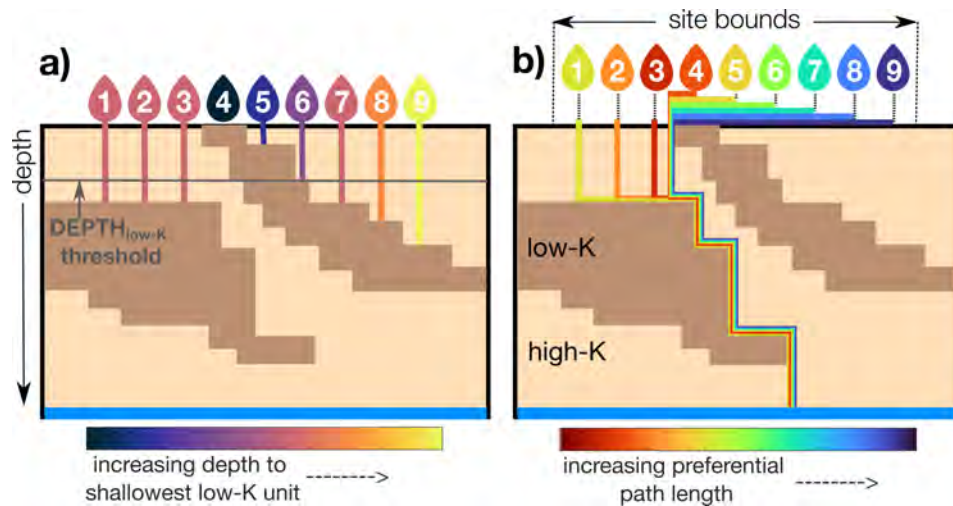 site bounds
a)
1 2 3 4 5 6 7 8 9
b)
1 2 3 4 5 6 7 8 9
depth
DEPTHlow-K
threshold
low-K
high-K
increasing depth to
shallowest low-K unit
increasing preferential
path length